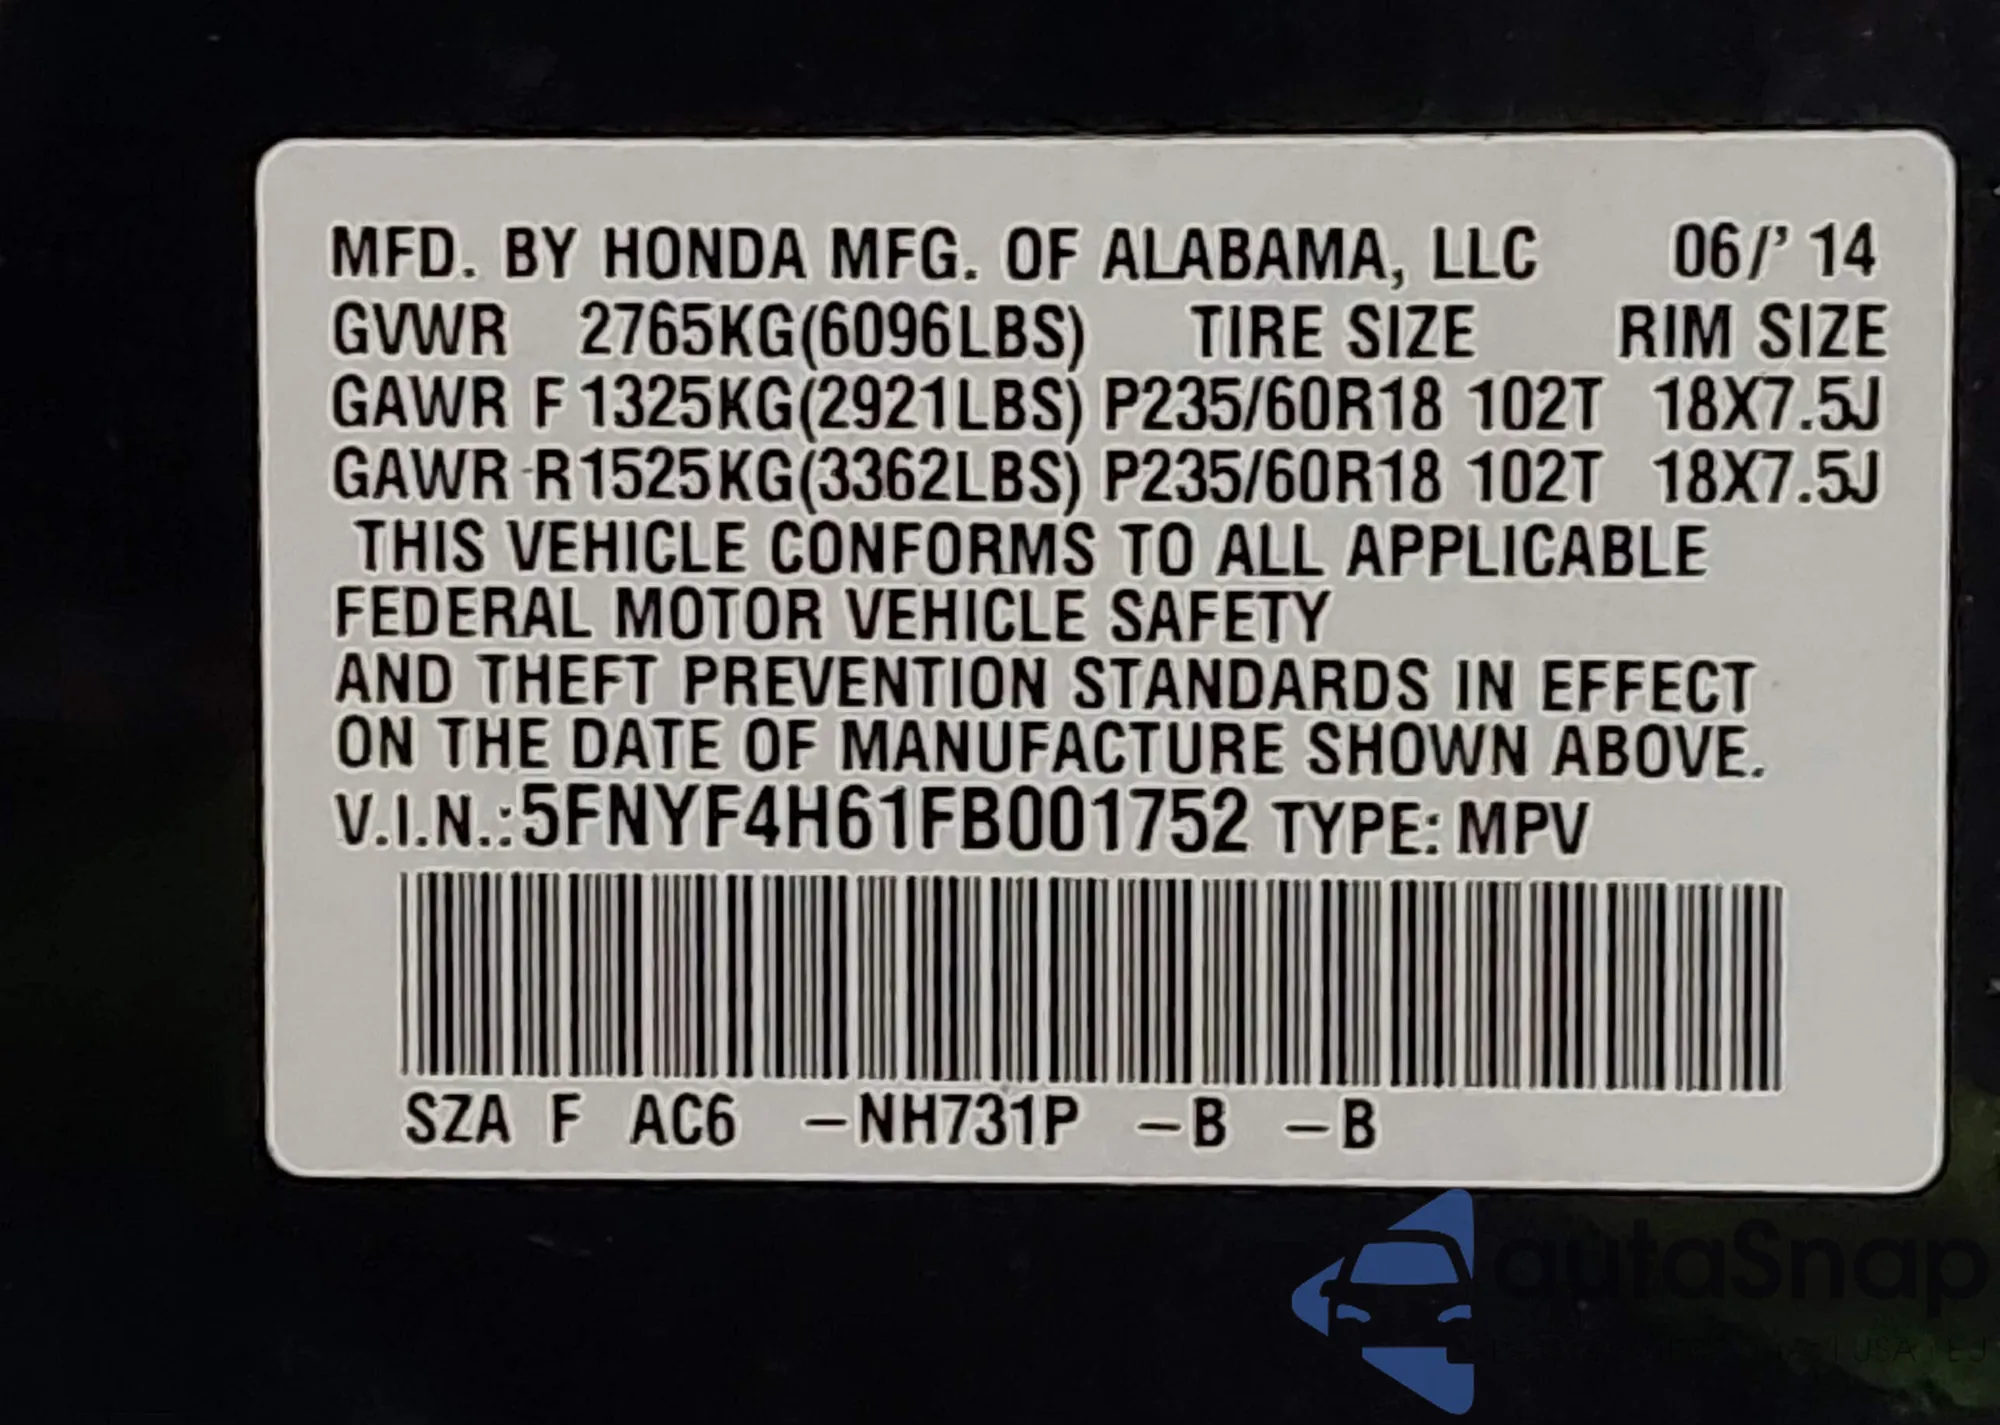 MFD. BY HONDA MFG. OF ALABAMA, LLC 06/'14
GVWR 2765KG(6096LBS) TIRE SIZE RIM SIZE
GAWR F 1325KG(2921LBS) P235/60R18 102T 18X7.5J
GAWR R 1525KG(3362LBS) P235/60R18 102T 18X7.5J
THIS VEHICLE CONFORMS TO ALL APPLICABLE
FEDERAL MOTOR VEHICLE SAFETY
AND THEFT PREVENTION STANDARDS IN EFFECT
ON THE DATE OF MANUFACTURE SHOWN ABOVE.
V.I.N.:5FNYF4H61FB001752 TYPE: MPV
SZA F AC6 -NH731P -B -B
autaSnap
USA